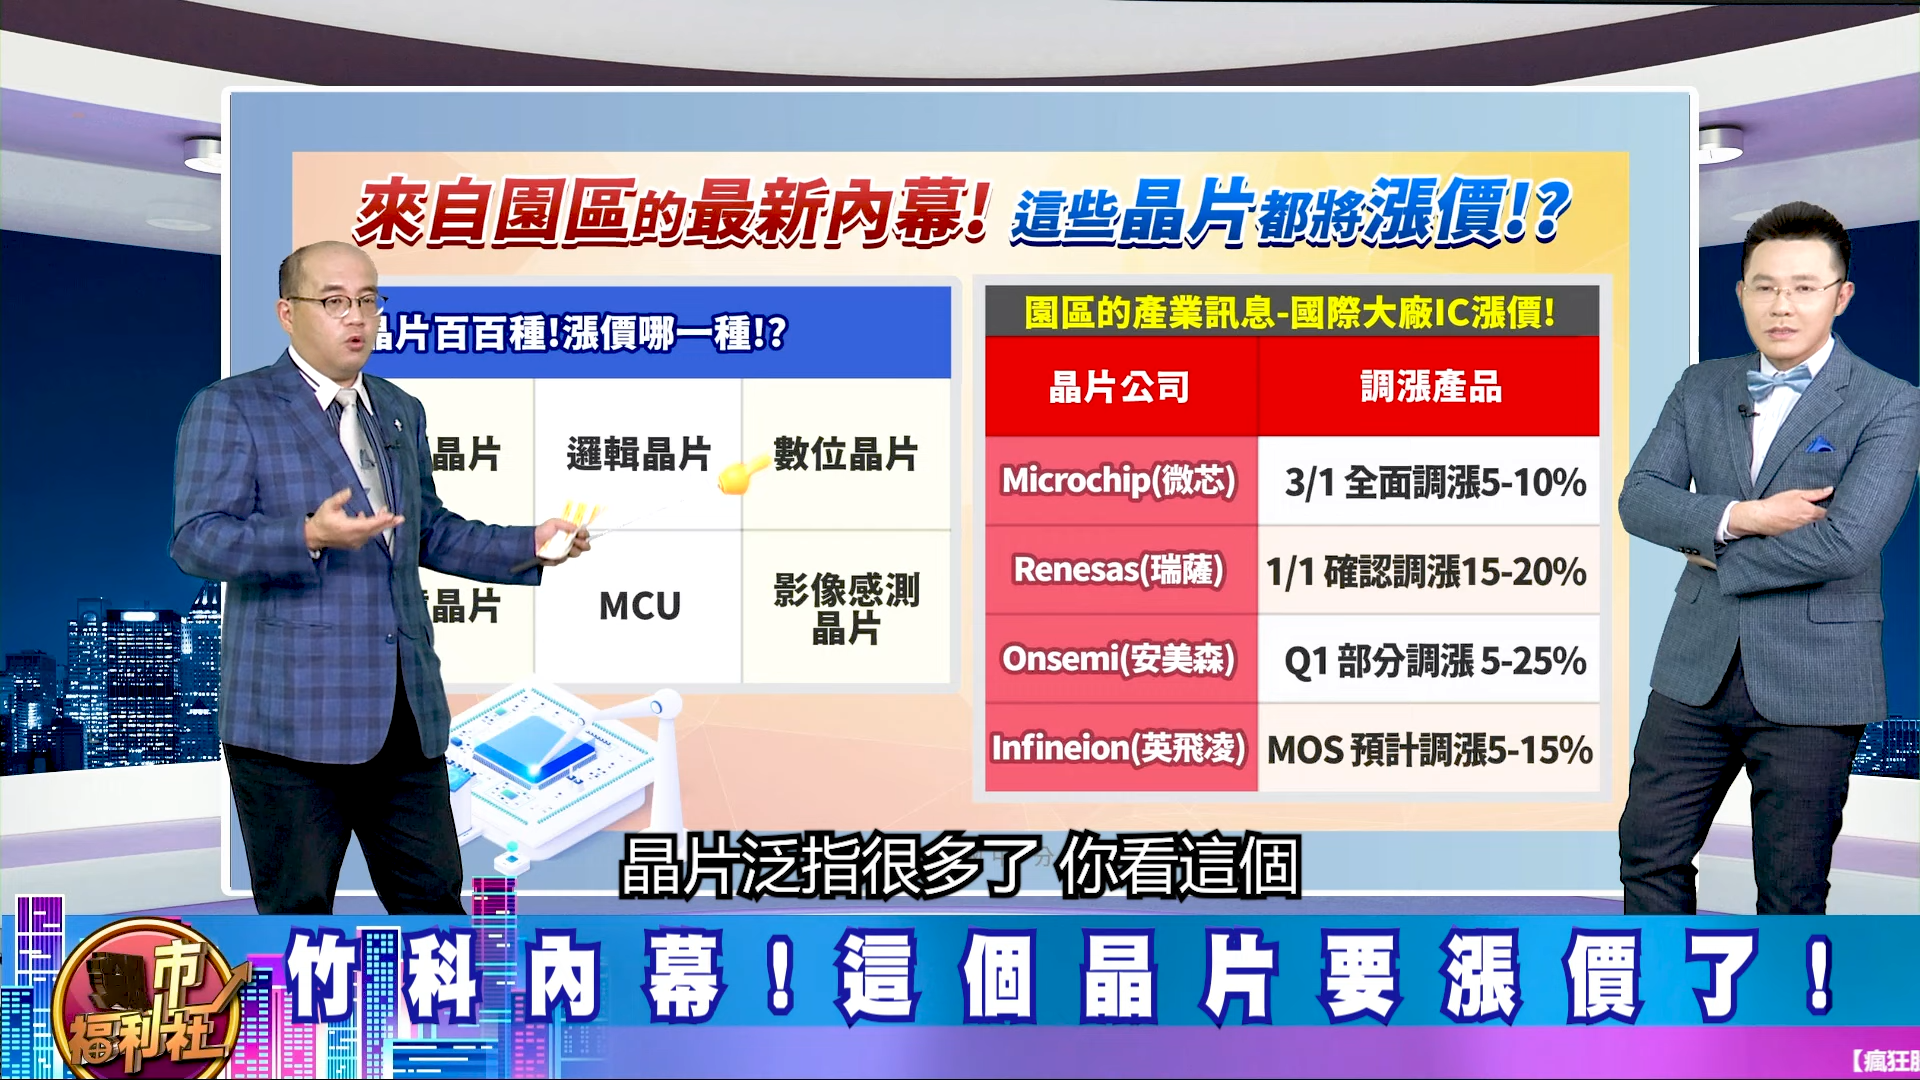 來自園區的最新內幕! 這些晶片都將漲價!?
晶片百百種!漲價哪一種!?
晶片
邏輯晶片
數位晶片
晶片
MCU
影像感測
晶片
園區的產業訊息-國際大廠IC漲價!
晶片公司
調漲產品
Microchip(微芯)
3/1 全面調漲5-10%
Renesas(瑞薩)
1/1 確認調漲15-20%
Onsemi(安美森)
Q1 部分調漲 5-25%
Infineion(英飛凌)
MOS 預計調漲5-15%
晶片泛指很多了 你看這個
竹科內幕!這個晶片要漲價了!
市
福利社
【瘋狂股